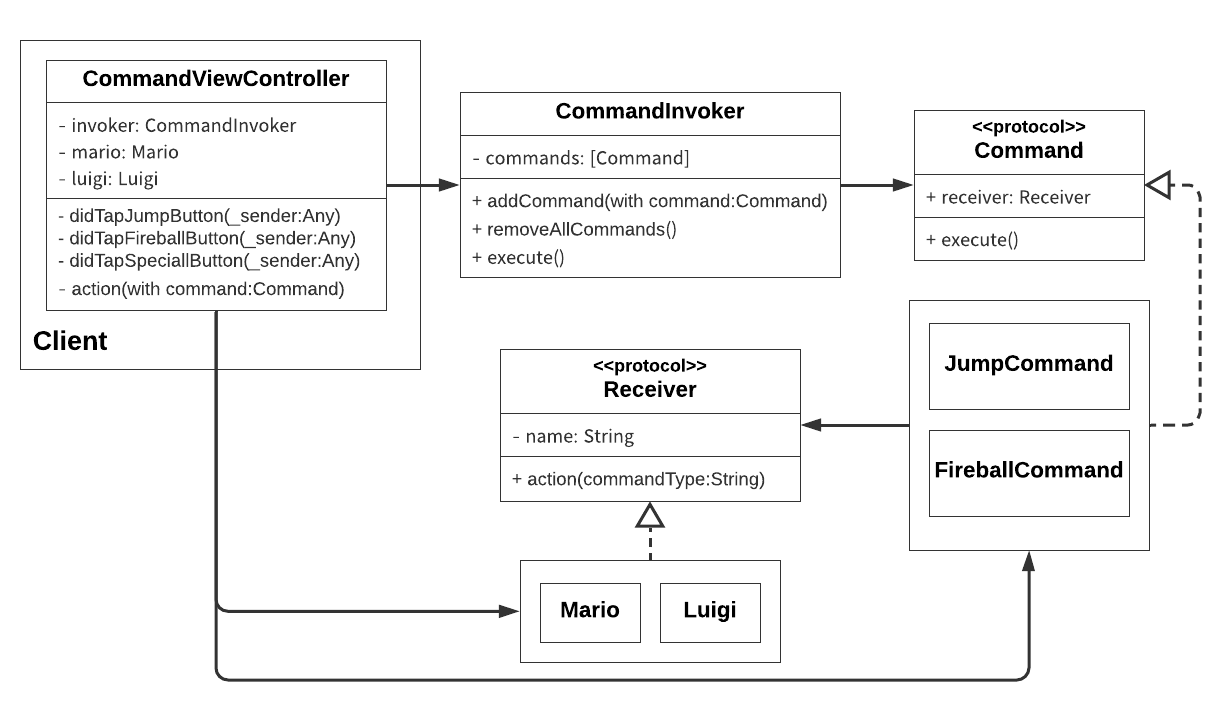 CommandViewController
- invoker: CommandInvoker
- mario: Mario
- luigi: Luigi
- didTapJumpButton(_sender:Any)
- didTapFireballButton(_sender:Any)
- didTapSpeciallButton(_sender:Any)
- action(with command:Command)
Client
CommandInvoker
- commands: [Command]
+ addCommand(with command:Command)
+ removeAllCommands()
+ execute()
<<protocol>>
Command
+ receiver: Receiver
+ execute()
<<protocol>>
Receiver
- name: String
+ action(commandType:String)
JumpCommand
FireballCommand
Mario
Luigi